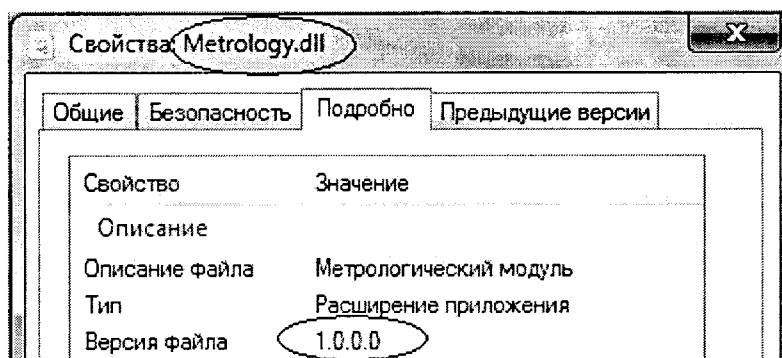 Свойства: Metrology.dll
Общие Безопасность Подробно Предыдущие версии
Свойство Значение
Описание
Описание файла Метрологический модуль
Тип Расширение приложения
Версия файла 1.0.0.0